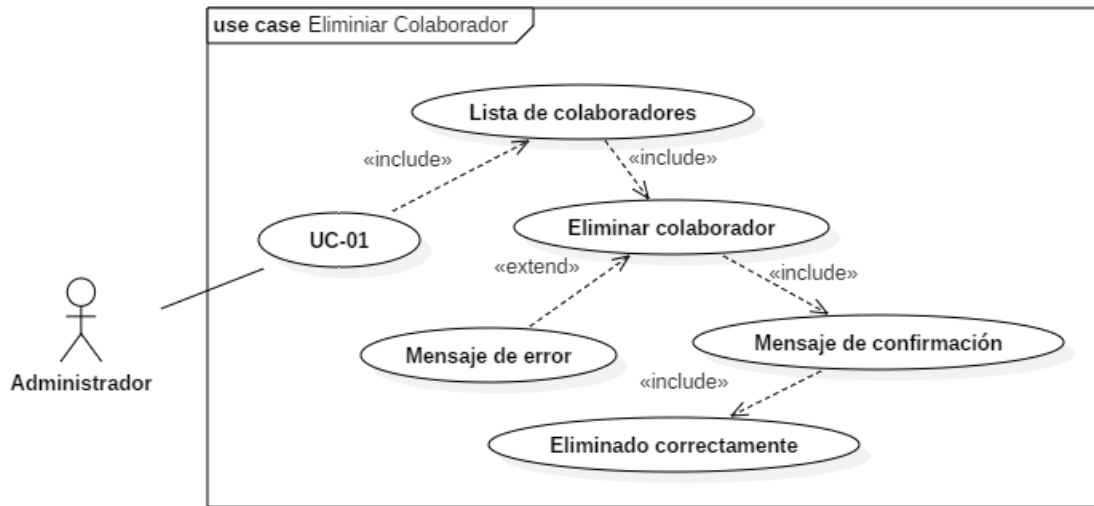 use case Eliminiar Colaborador
Lista de colaboradores
«include»
«include»
Eliminar colaborador
UC-01
«extend»
«include»
Mensaje de error
Mensaje de confirmación
Administrador
«include»
Eliminado correctamente